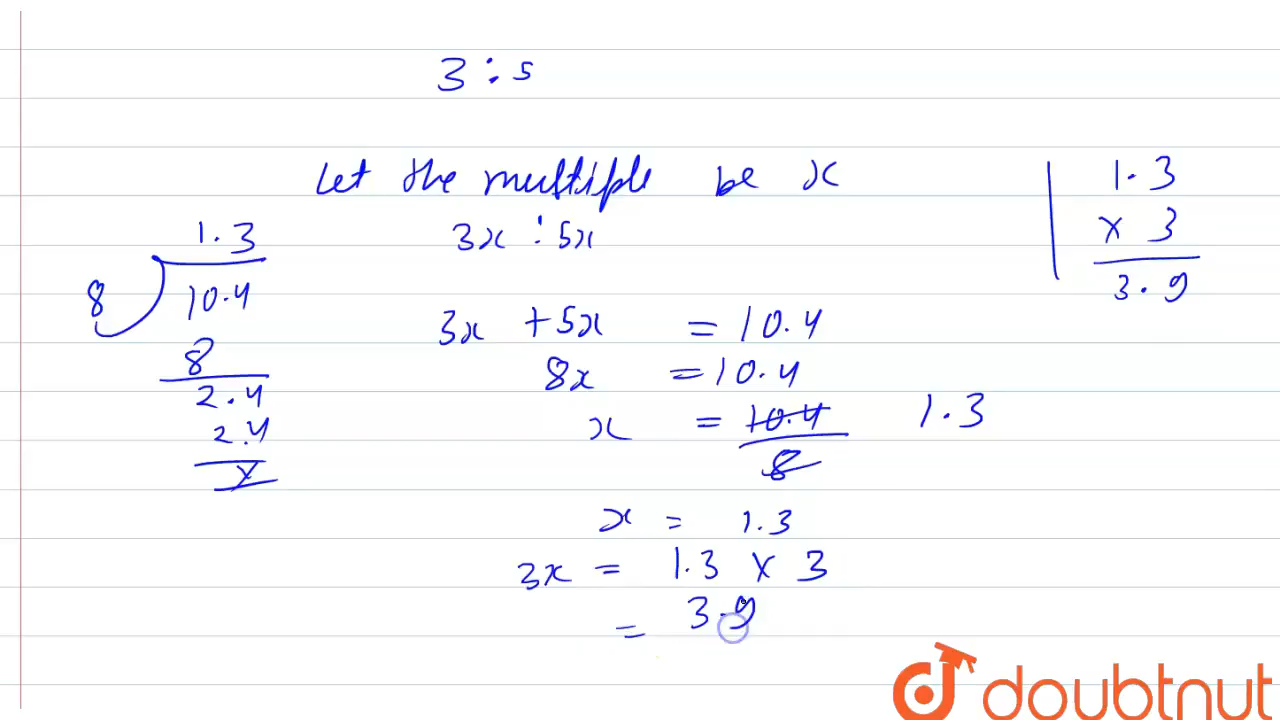 3 : 5
Let the multiple be x
3x : 5x
3x + 5x = 10.4
8x = 10.4
x = 10.4/8 1.3
x = 1.3
3x = 1.3 x 3
= 3.9
1.3
8 10.4
8
2.4
2.4
x
1.3
x 3
3.9
doubtnut